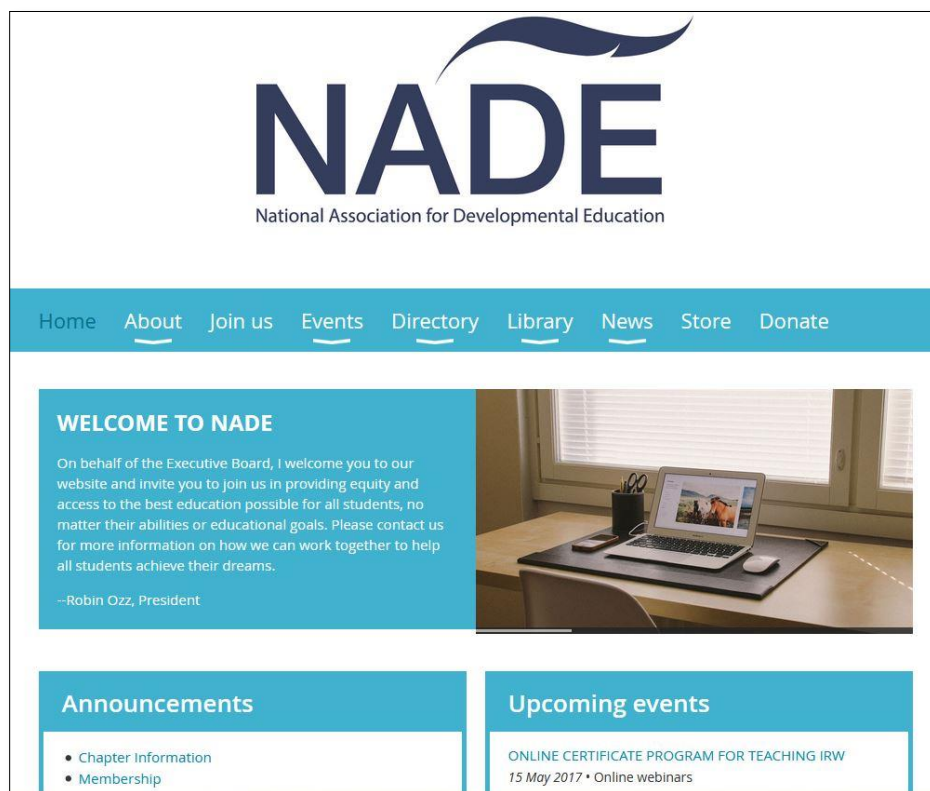 NADE
National Association for Developmental Education
Home About Join us Events Directory Library News Store Donate
WELCOME TO NADE
On behalf of the Executive Board, I welcome you to our
website and invite you to join us in providing equity and
access to the best education possible for all students, no
matter their abilities or educational goals. Please contact us
for more information on how we can work together to help
all students achieve their dreams.
--Robin Ozz, President
Announcements
• Chapter Information
• Membership
Upcoming events
ONLINE CERTIFICATE PROGRAM FOR TEACHING IRW
15 May 2017 • Online webinars